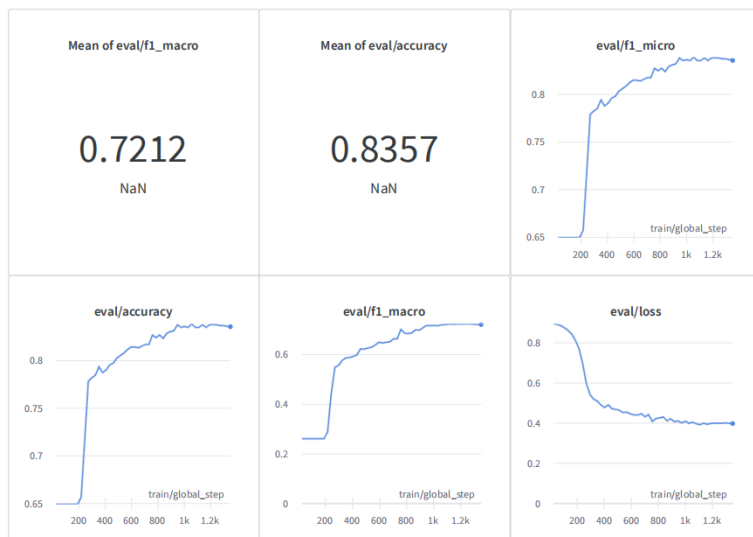 Mean of eval/f1_macro
0.7212
NaN
Mean of eval/accuracy
0.8357
NaN
eval/f1_micro
0.8
0.75
0.7
0.65
train/global_step
200 400 600 800 1k 1.2k
eval/accuracy
0.8
0.75
0.7
0.65
train/global_step
200 400 600 800 1k 1.2k
eval/f1_macro
0.6
0.4
0.2
0
train/global_step
200 400 600 800 1k 1.2k
eval/loss
0.8
0.6
0.4
0.2
0
train/global_step
200 400 600 800 1k 1.2k